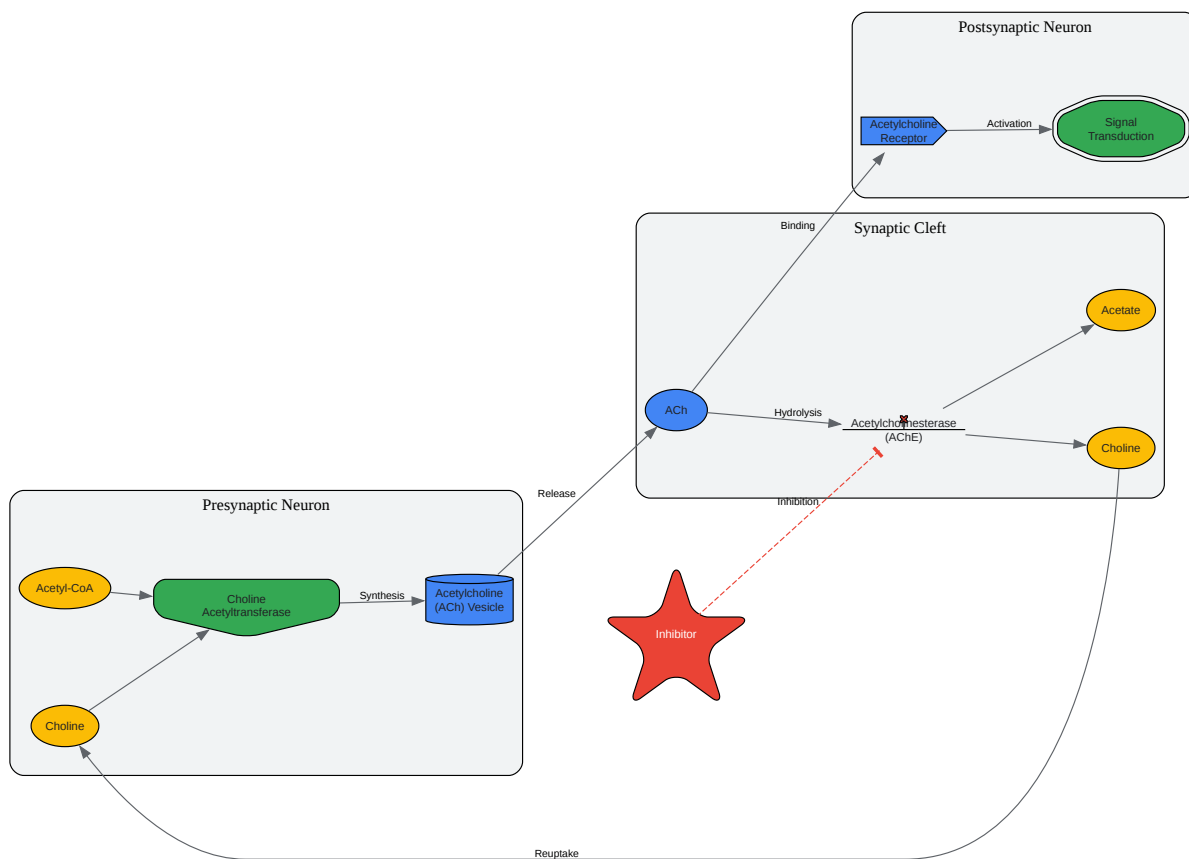 Postsynaptic Neuron
Acetylcholine
Receptor
Activation
Signal
Transduction
Binding
Synaptic Cleft
Acetate
ACh
Hydrolysis
Acetylcholinesterase
(AChE)
Choline
Release
Inhibition
Presynaptic Neuron
Acetyl-CoA
Choline
Acetyltransferase
Synthesis
Acetylcholine
(ACh) Vesicle
Inhibitor
Choline
Reuptake